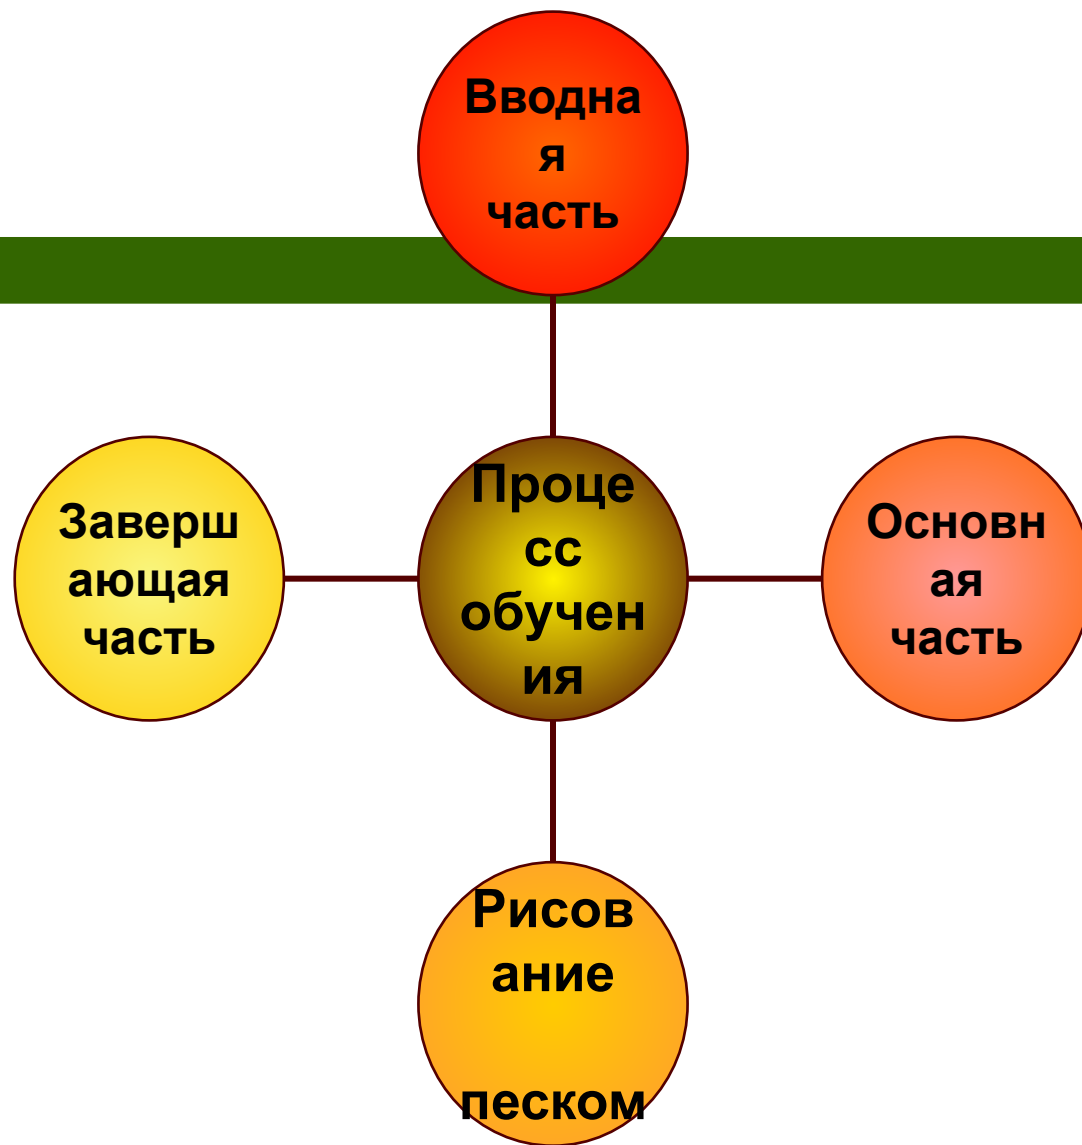 Вводна
я
часть
Заверш
ающая
часть
Проце
сс
обучен
ия
Основн
ая
часть
Рисов
ание
песком